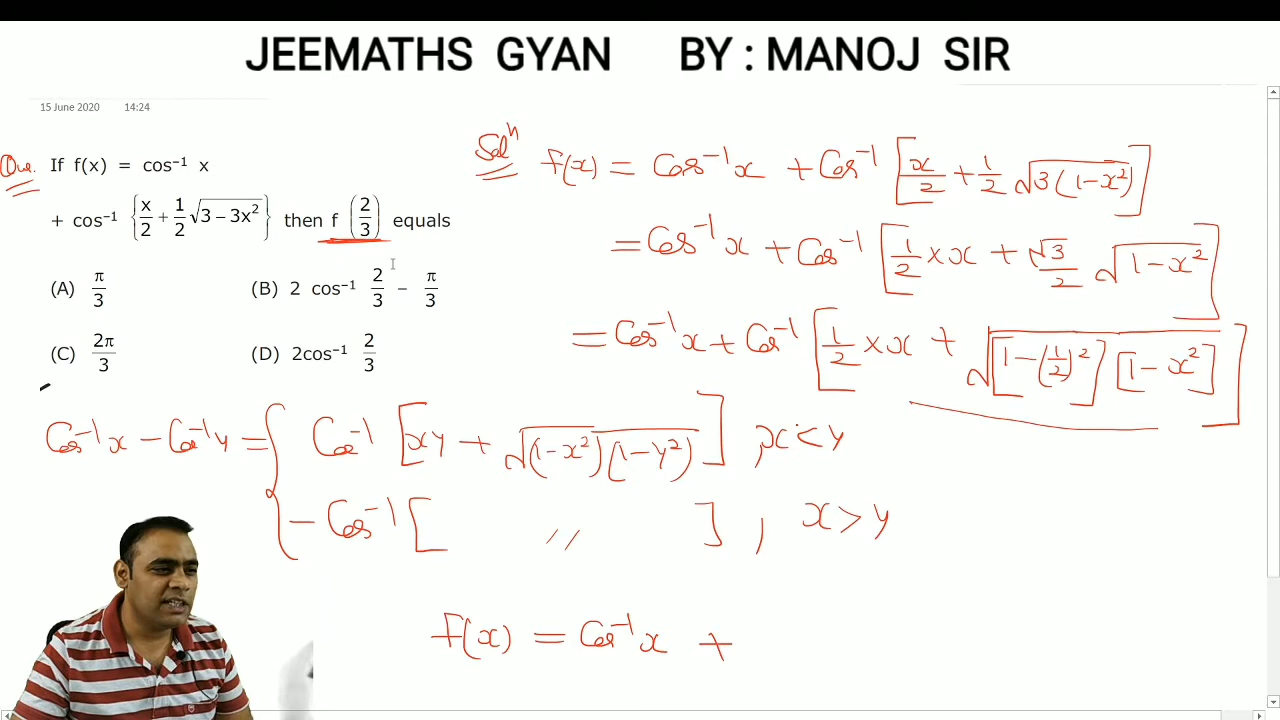 JEEMATHS GYAN BY : MANOJ SIR
15 June 2020 14:24
Que. If f(x) = cos⁻¹ x
+ cos⁻¹ {x/2 + 1/2 √(3 − 3x²)} then f (2/3) equals
(A) π/3 (B) 2 cos⁻¹ 2/3 − π/3
(C) 2π/3 (D) 2cos⁻¹ 2/3
Solⁿ f(x) = Cos⁻¹x + Cos⁻¹ [x/2 + 1/2 √(3(1−x²))]
= Cos⁻¹x + Cos⁻¹ [1/2 × x + √3/2 √(1−x²)]
= Cos⁻¹x + Cos⁻¹ [1/2 × x + √([1−(1/2)²] [1−x²])]
Cos⁻¹x − Cos⁻¹y = { Cos⁻¹ [xy + √((1−x²)(1−y²))] , x < y
− Cos⁻¹ [ 〃 ] , x > y
f(x) = Cos⁻¹x +